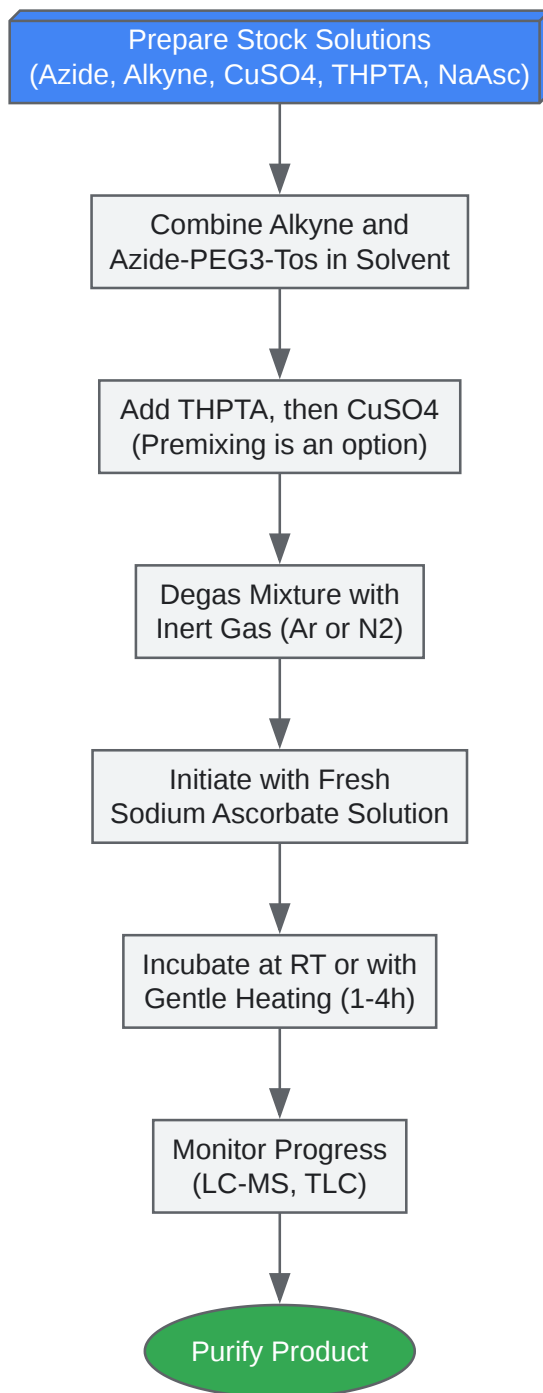 Prepare Stock Solutions
(Azide, Alkyne, CuSO4, THPTA, NaAsc)
Combine Alkyne and
Azide-PEG3-Tos in Solvent
Add THPTA, then CuSO4
(Premixing is an option)
Degas Mixture with
Inert Gas (Ar or N2)
Initiate with Fresh
Sodium Ascorbate Solution
Incubate at RT or with
Gentle Heating (1-4h)
Monitor Progress
(LC-MS, TLC)
Purify Product